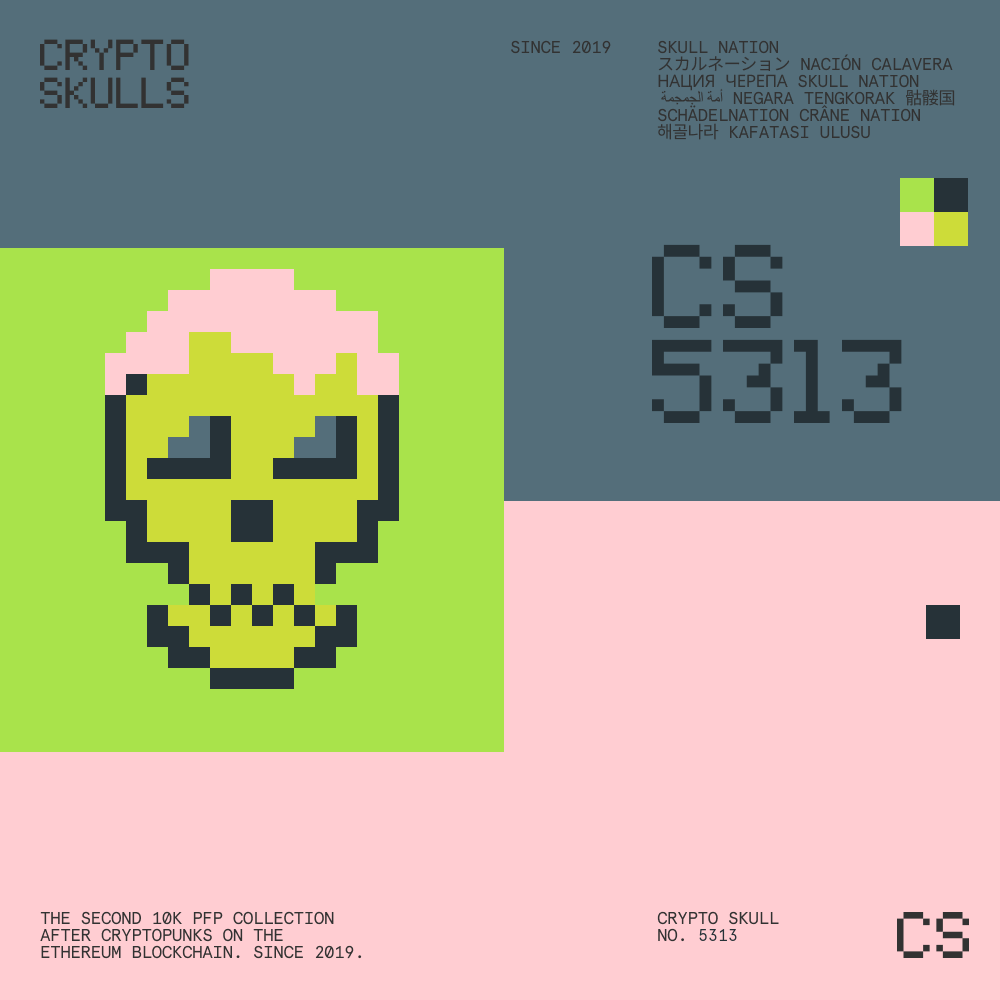 CRYPTO
SKULLS
SINCE 2019
SKULL NATION
スカルネーション NACIÓN CALAVERA
НАЦИЯ ЧЕРЕПА SKULL NATION
أمة الجمجمة NEGARA TENGKORAK 骷髅国
SCHÄDELNATION CRÂNE NATION
해골나라 KAFATASI ULUSU
CS
5313
THE SECOND 10K PFP COLLECTION
AFTER CRYPTOPUNKS ON THE
ETHEREUM BLOCKCHAIN. SINCE 2019.
CRYPTO SKULL
NO. 5313
CS